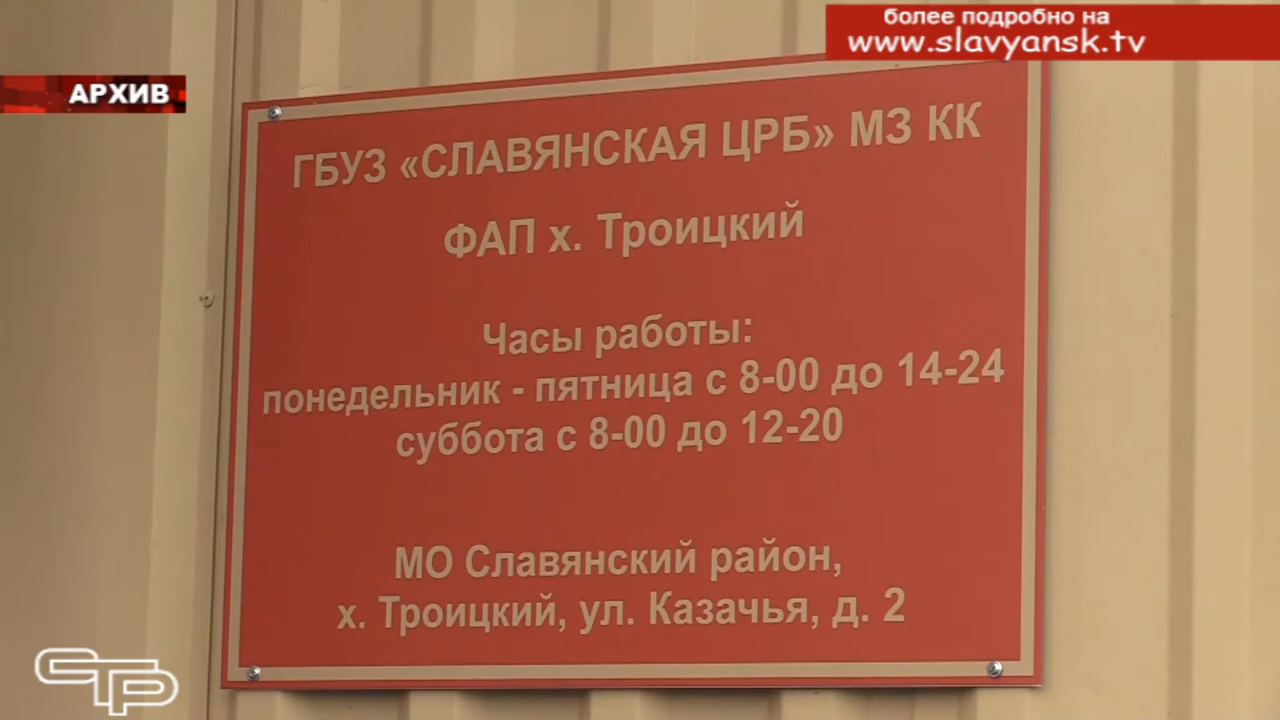 более подробно на
www.slavyansk.tv
АРХИВ
ГБУЗ «СЛАВЯНСКАЯ ЦРБ» МЗ КК
ФАП х. Троицкий
Часы работы:
понедельник - пятница с 8-00 до 14-24
суббота с 8-00 до 12-20
МО Славянский район,
х. Троицкий, ул. Казачья, д. 2
СТР